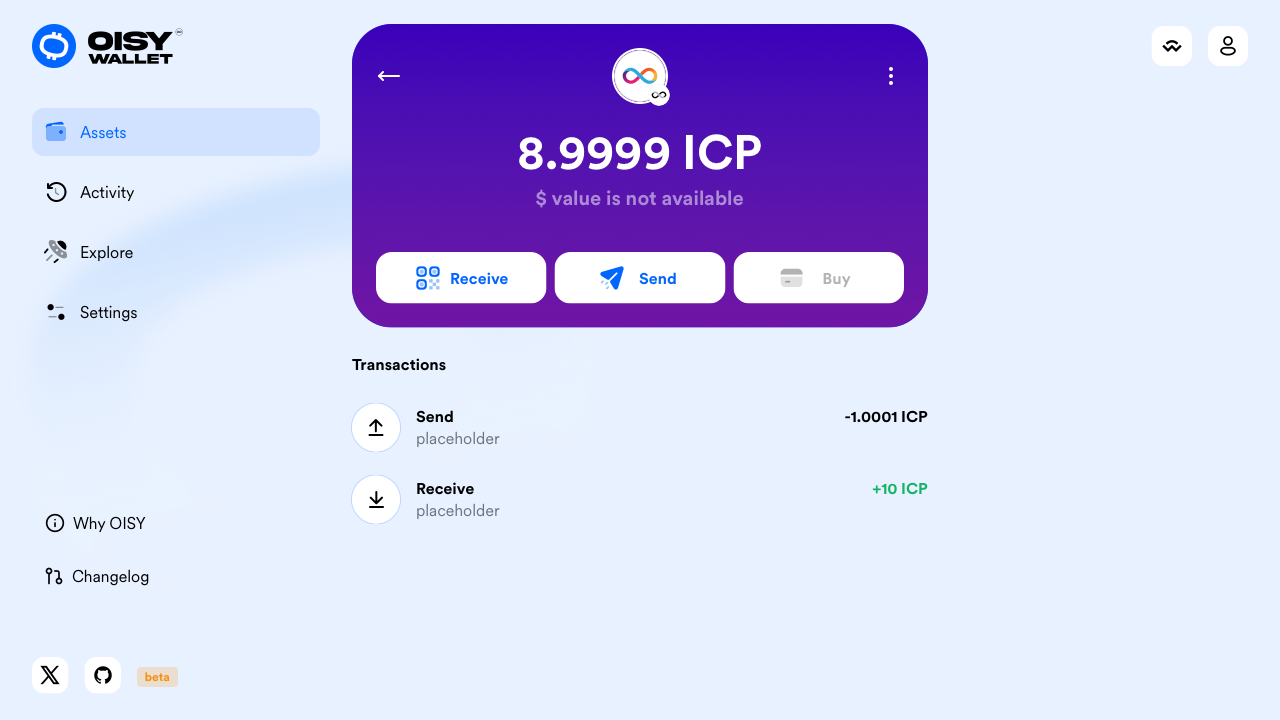 OISY
WALLET
Assets
Activity
Explore
Settings
Why OISY
Changelog
beta
8.9999 ICP
$ value is not available
Receive
Send
Buy
Transactions
Send
-1.0001 ICP
placeholder
Receive
+10 ICP
placeholder